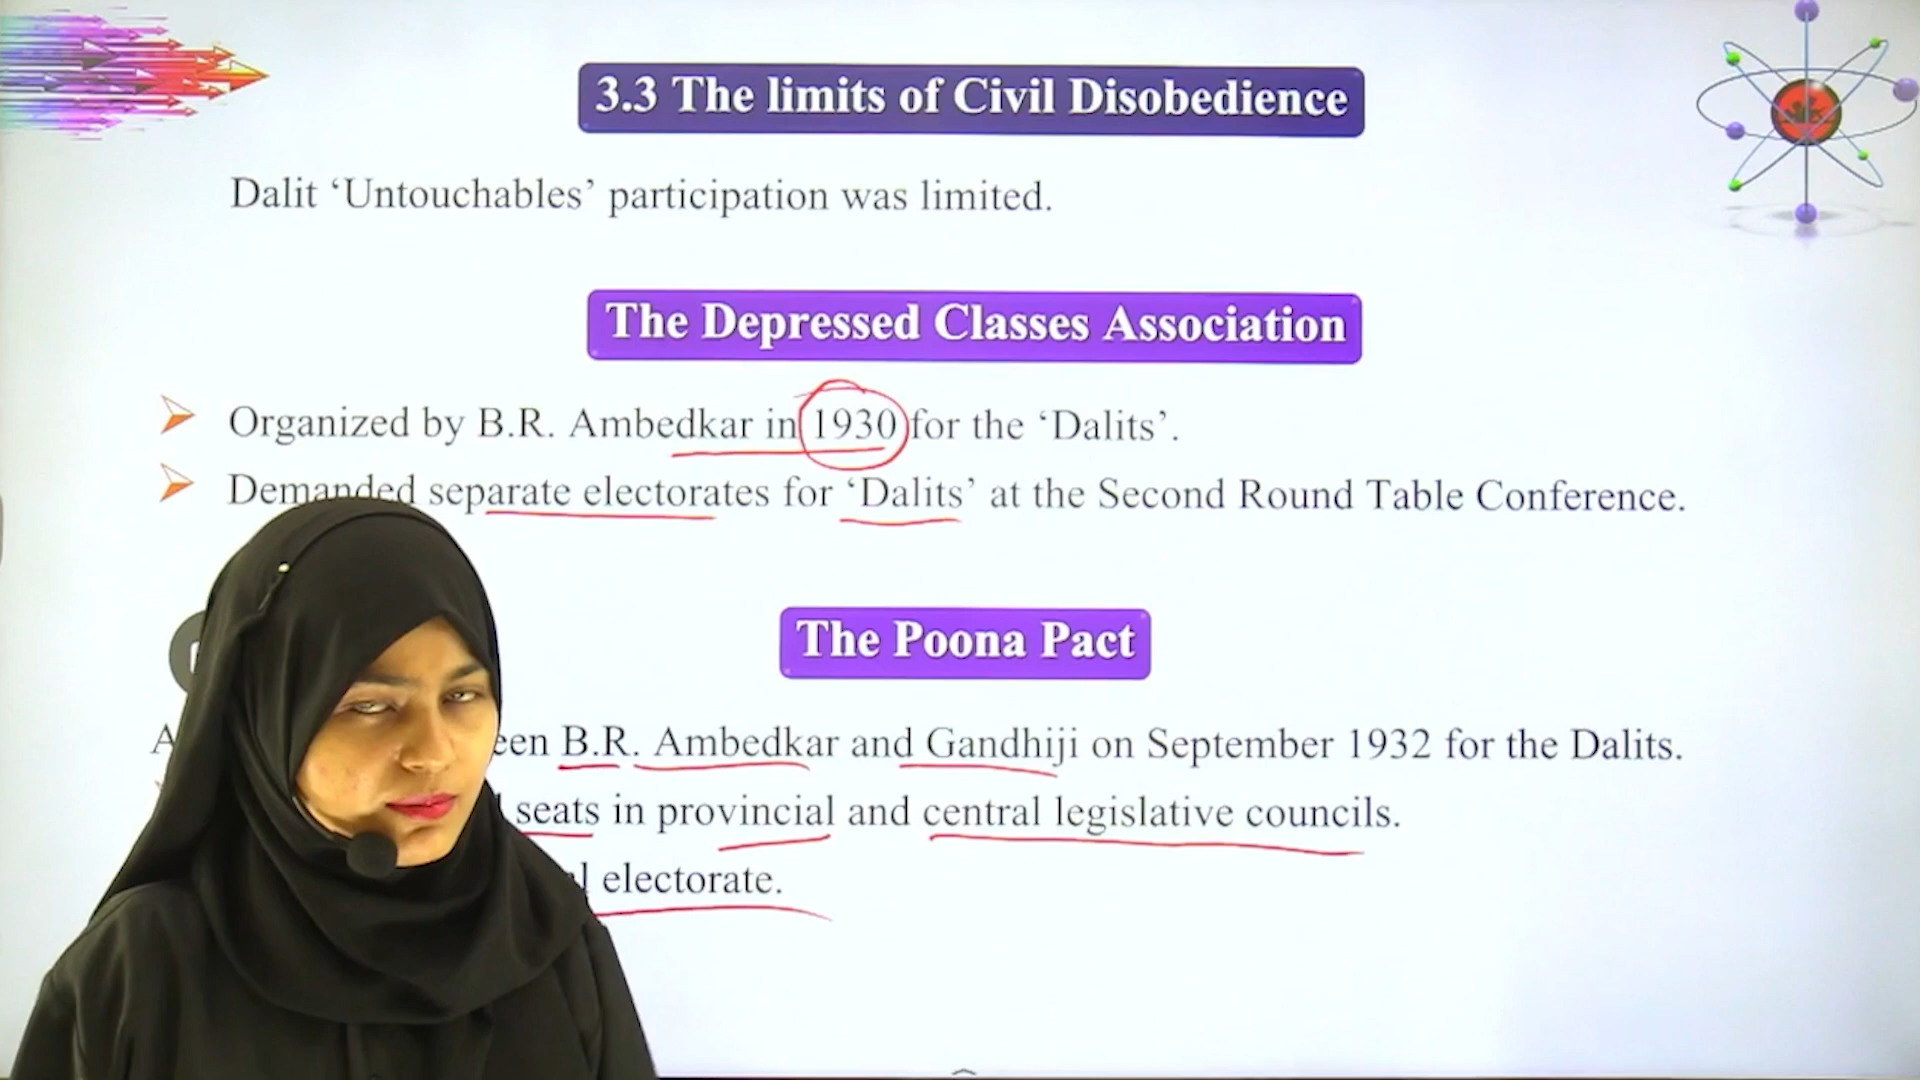 3.3 The limits of Civil Disobedience
Dalit ‘Untouchables’ participation was limited.
The Depressed Classes Association
Organized by B.R. Ambedkar in 1930 for the ‘Dalits’.
Demanded separate electorates for ‘Dalits’ at the Second Round Table Conference.
The Poona Pact
B.R. Ambedkar and Gandhiji on September 1932 for the Dalits.
seats in provincial and central legislative councils.
electorate.